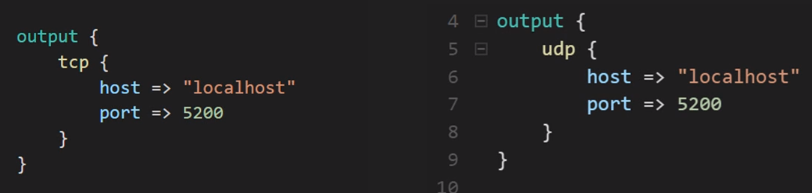 output {
    tcp {
        host => "localhost"
        port => 5200
    }
}
4 output {
5     udp {
6         host => "localhost"
7         port => 5200
8     }
9 }
10